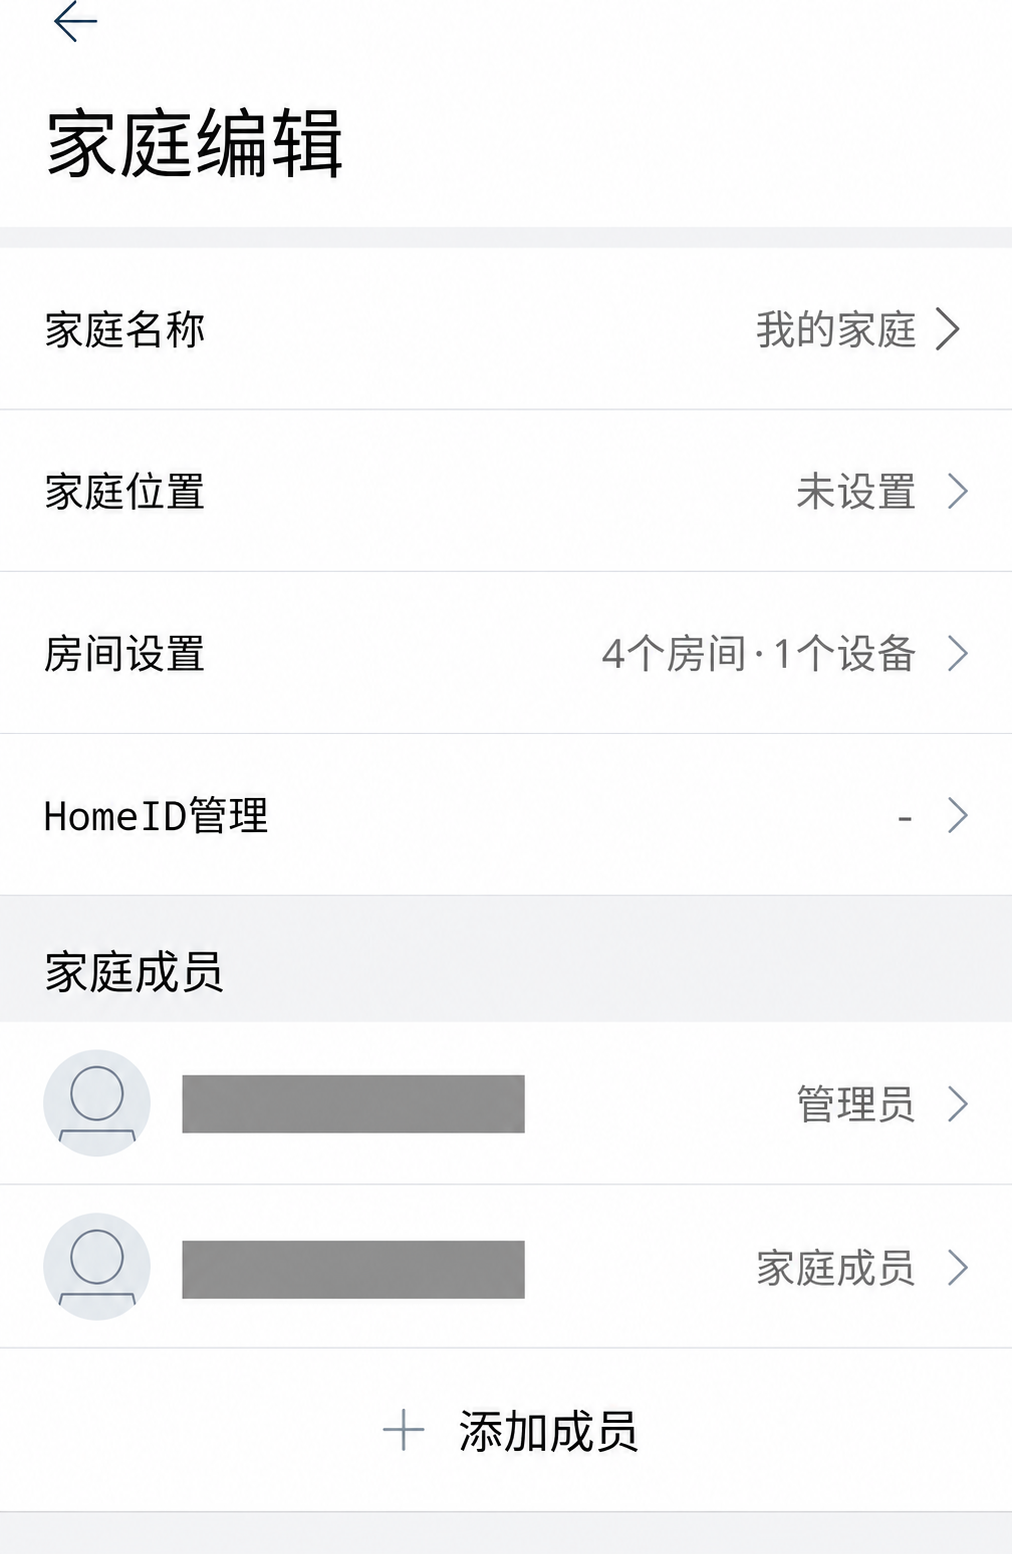 家庭编辑
家庭名称 我的家庭
家庭位置 未设置
房间设置 4个房间·1个设备
HomeID管理 -
家庭成员
管理员
家庭成员
添加成员